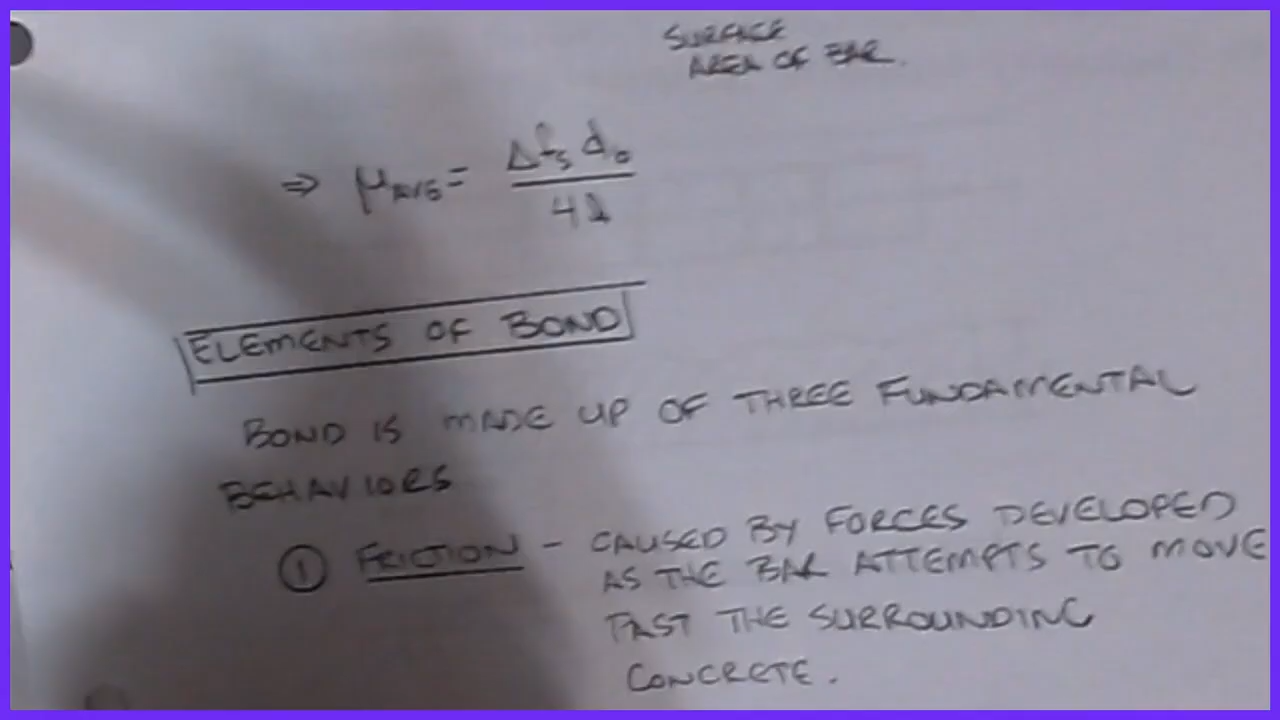 SURFACE
AREA OF BAR.
⇒ μAVG = Δfs db / 4l
ELEMENTS OF BOND
BOND IS MADE UP OF THREE FUNDAMENTAL
BEHAVIORS
① FRICTION - CAUSED BY FORCES DEVELOPED
AS THE BAR ATTEMPTS TO MOVE
PAST THE SURROUNDING
CONCRETE.